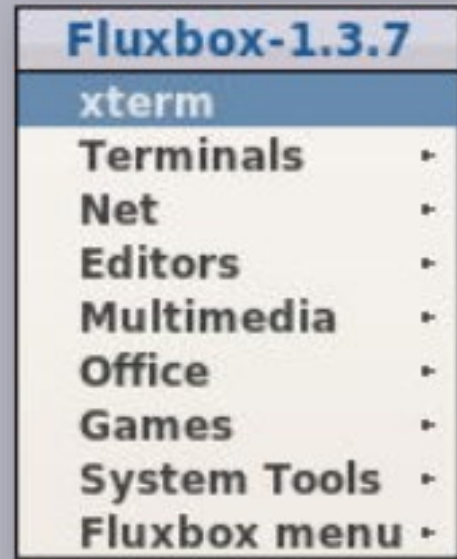 Fluxbox-1.3.7
xterm
Terminals
Net
Editors
Multimedia
Office
Games
System Tools
Fluxbox menu